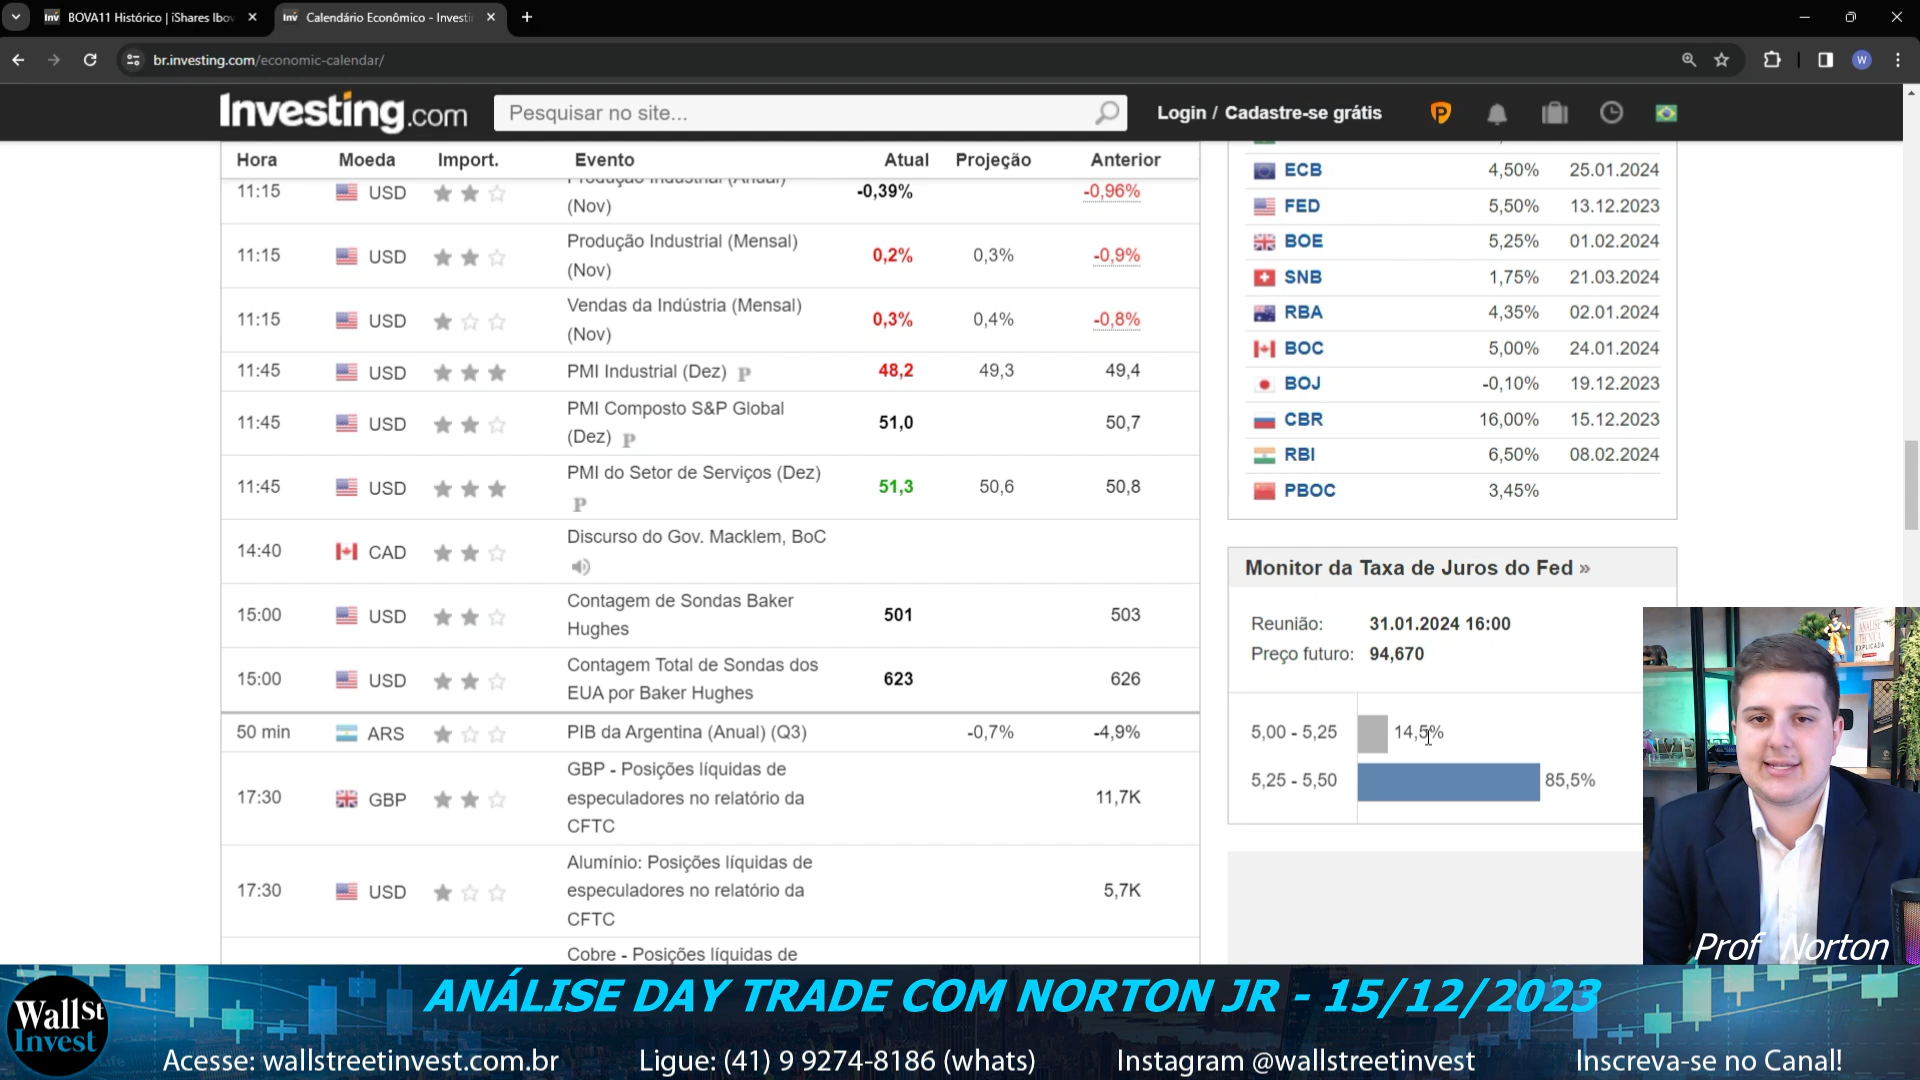 BOVA11 Histórico | iShares Ibov
Calendário Econômico - Investi
br.investing.com/economic-calendar/
W
Investing.com
Pesquisar no site...
Login / Cadastre-se grátis
Hora Moeda Import. Evento Atual Projeção Anterior
11:15 USD Produção Industrial (Anual) (Nov) -0,39% -0,96%
11:15 USD Produção Industrial (Mensal) (Nov) 0,2% 0,3% -0,9%
11:15 USD Vendas da Indústria (Mensal) (Nov) 0,3% 0,4% -0,8%
11:45 USD PMI Industrial (Dez) P 48,2 49,3 49,4
11:45 USD PMI Composto S&P Global (Dez) P 51,0 50,7
11:45 USD PMI do Setor de Serviços (Dez) P 51,3 50,6 50,8
14:40 CAD Discurso do Gov. Macklem, BoC
15:00 USD Contagem de Sondas Baker Hughes 501 503
15:00 USD Contagem Total de Sondas dos EUA por Baker Hughes 623 626
50 min ARS PIB da Argentina (Anual) (Q3) -0,7% -4,9%
17:30 GBP GBP - Posições líquidas de especuladores no relatório da CFTC 11,7K
17:30 USD Alumínio: Posições líquidas de especuladores no relatório da CFTC 5,7K
Cobre - Posições líquidas de
ECB 4,50% 25.01.2024
FED 5,50% 13.12.2023
BOE 5,25% 01.02.2024
SNB 1,75% 21.03.2024
RBA 4,35% 02.01.2024
BOC 5,00% 24.01.2024
BOJ -0,10% 19.12.2023
CBR 16,00% 15.12.2023
RBI 6,50% 08.02.2024
PBOC 3,45%
Monitor da Taxa de Juros do Fed »
Reunião: 31.01.2024 16:00
Preço futuro: 94,670
5,00 - 5,25 14,5%
5,25 - 5,50 85,5%
EXPLICADA
Prof Norton
WallSt
Invest
ANÁLISE DAY TRADE COM NORTON JR - 15/12/2023
Acesse: wallstreetinvest.com.br Ligue: (41) 9 9274-8186 (whats) Instagram @wallstreetinvest Inscreva-se no Canal!